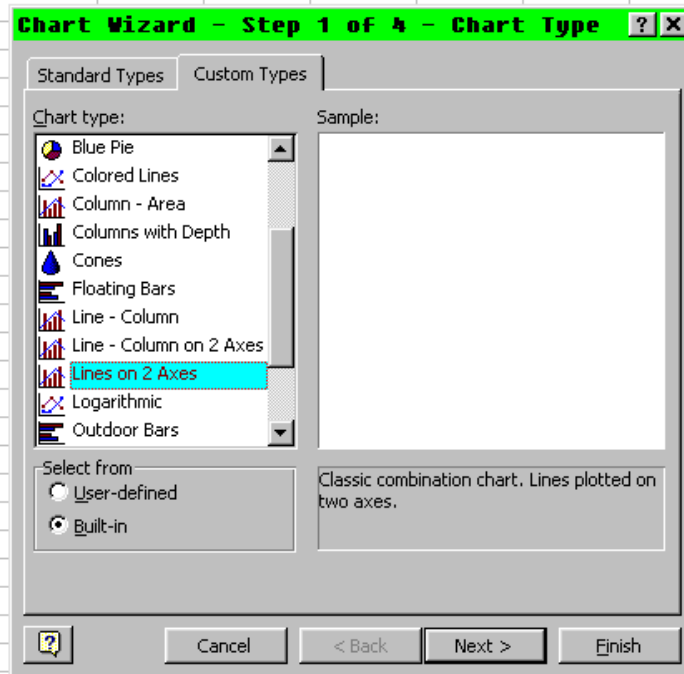 Chart Wizard - Step 1 of 4 - Chart Type
Standard Types
Custom Types
Chart type:
Blue Pie
Colored Lines
Column - Area
Columns with Depth
Cones
Floating Bars
Line - Column
Line - Column on 2 Axes
Lines on 2 Axes
Logarithmic
Outdoor Bars
Sample:
Select from
User-defined
Built-in
Classic combination chart. Lines plotted on
two axes.
Cancel
< Back
Next >
Finish